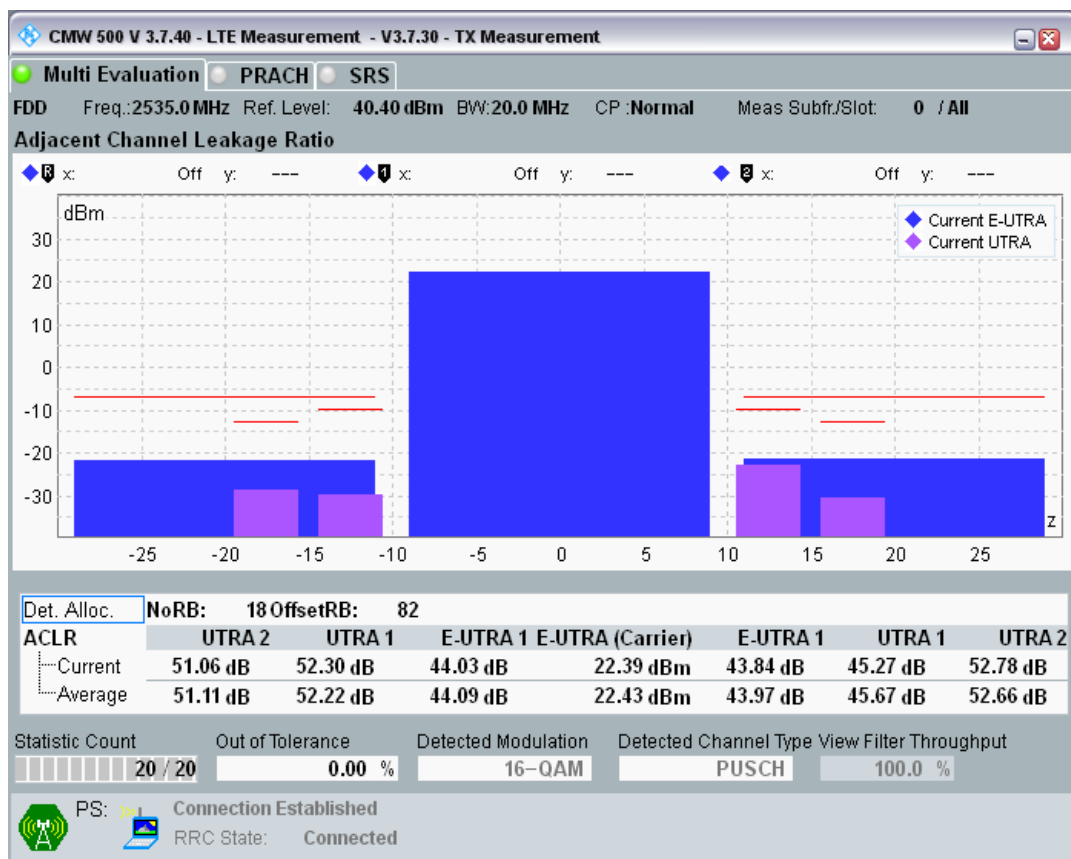 CMW 500 V 3.7.40 - LTE Measurement - V3.7.30 - TX Measurement
Multi Evaluation PRACH SRS
FDD Freq.:2535.0 MHz Ref. Level: 40.40 dBm BW:20.0 MHz CP :Normal Meas Subfr./Slot: 0 / All
Adjacent Channel Leakage Ratio
R x: Off y: --- 1 x: Off y: --- 2 x: Off y: ---
dBm
Current E-UTRA
Current UTRA
30
20
10
0
-10
-20
-30
z
-25 -20 -15 -10 -5 0 5 10 15 20 25
Det. Alloc. NoRB: 18 OffsetRB: 82
ACLR UTRA 2 UTRA 1 E-UTRA 1 E-UTRA (Carrier) E-UTRA 1 UTRA 1 UTRA 2
Current 51.06 dB 52.30 dB 44.03 dB 22.39 dBm 43.84 dB 45.27 dB 52.78 dB
Average 51.11 dB 52.22 dB 44.09 dB 22.43 dBm 43.97 dB 45.67 dB 52.66 dB
Statistic Count Out of Tolerance Detected Modulation Detected Channel Type View Filter Throughput
20 / 20 0.00 % 16-QAM PUSCH 100.0 %
PS: Connection Established
RRC State: Connected